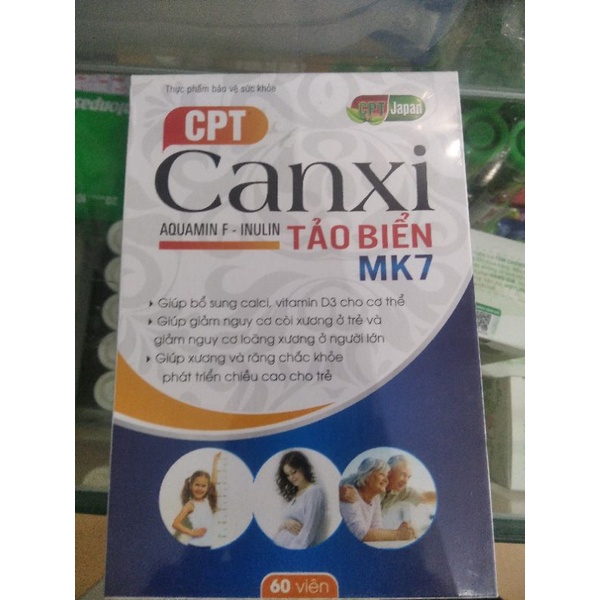 Thực phẩm bảo vệ sức khỏe
CPT
CPT Japan
Canxi
AQUAMIN F - INULIN
TẢO BIỂN
MK7
Giúp bổ sung calci, vitamin D3 cho cơ thể
Giúp giảm nguy cơ còi xương ở trẻ và
giảm nguy cơ loãng xương ở người lớn
Giúp xương và răng chắc khỏe
phát triển chiều cao cho trẻ
60 viên